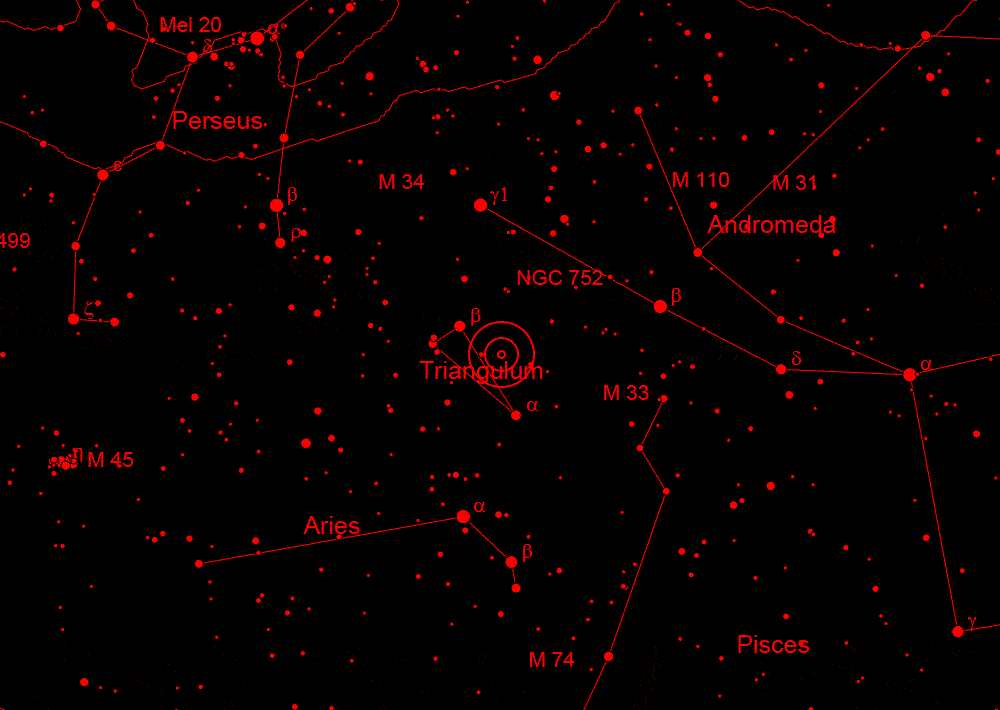 Mel 20
α
δ
Perseus
ε
M 34
β
γ1
M 110
M 31
Andromeda
ρ
499
NGC 752
β
ζ
β
δ
α
Triangulum
M 33
α
η
M 45
α
Aries
β
γ
Pisces
M 74